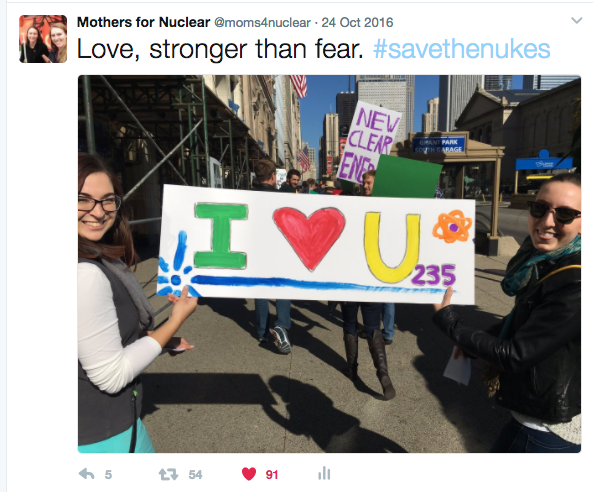 Mothers for Nuclear @moms4nuclear · 24 Oct 2016
Love, stronger than fear. #savethenukes
NEW
CLEAR
GRANT PARK
I ❤ U
235
5 54 91